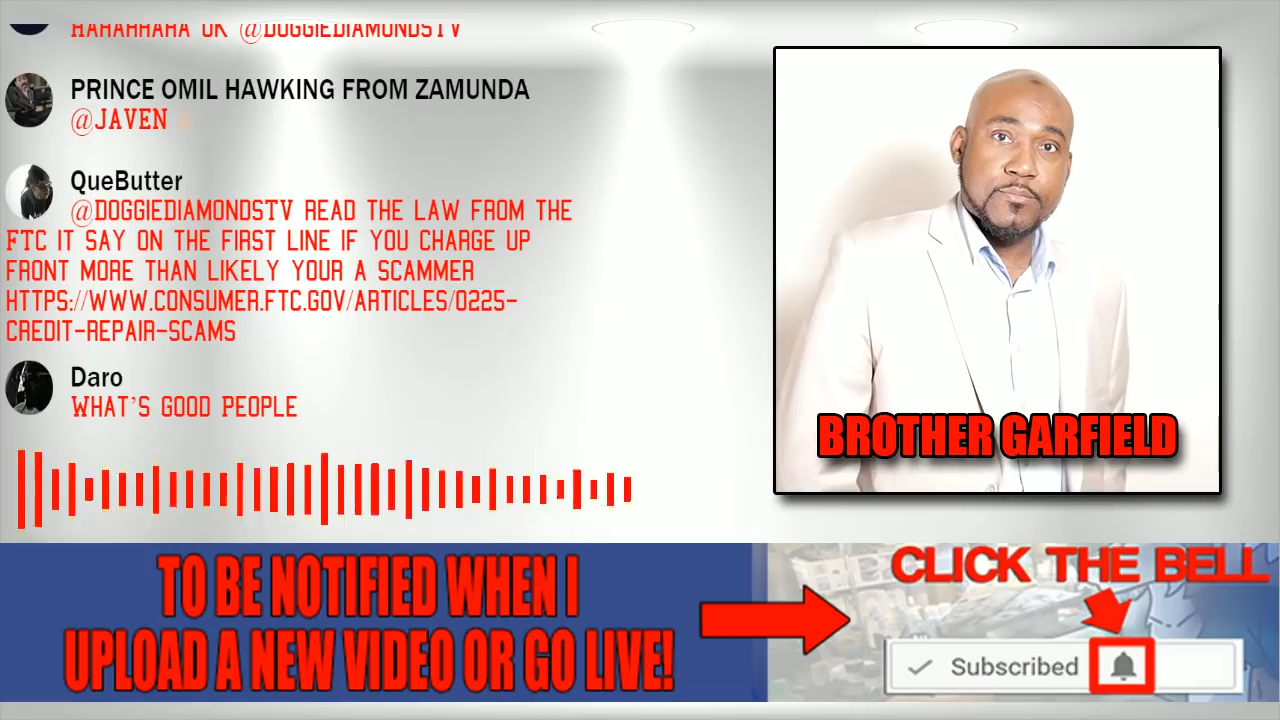 HAHAHHAHA OK @DOGGIEDIAMONDSTV
PRINCE OMIL HAWKING FROM ZAMUNDA
@JAVEN
QueButter
@DOGGIEDIAMONDSTV READ THE LAW FROM THE
FTC IT SAY ON THE FIRST LINE IF YOU CHARGE UP
FRONT MORE THAN LIKELY YOUR A SCAMMER
HTTPS://WWW.CONSUMER.FTC.GOV/ARTICLES/0225-
CREDIT-REPAIR-SCAMS
Daro
WHAT'S GOOD PEOPLE
BROTHER GARFIELD
TO BE NOTIFIED WHEN I
UPLOAD A NEW VIDEO OR GO LIVE!
CLICK THE BELL
Subscribed